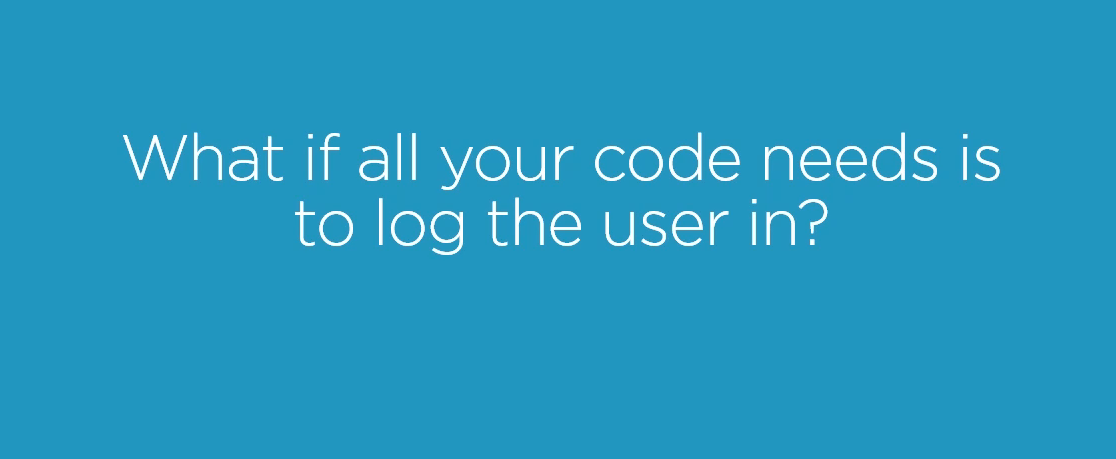 What if all your code needs is
to log the user in?